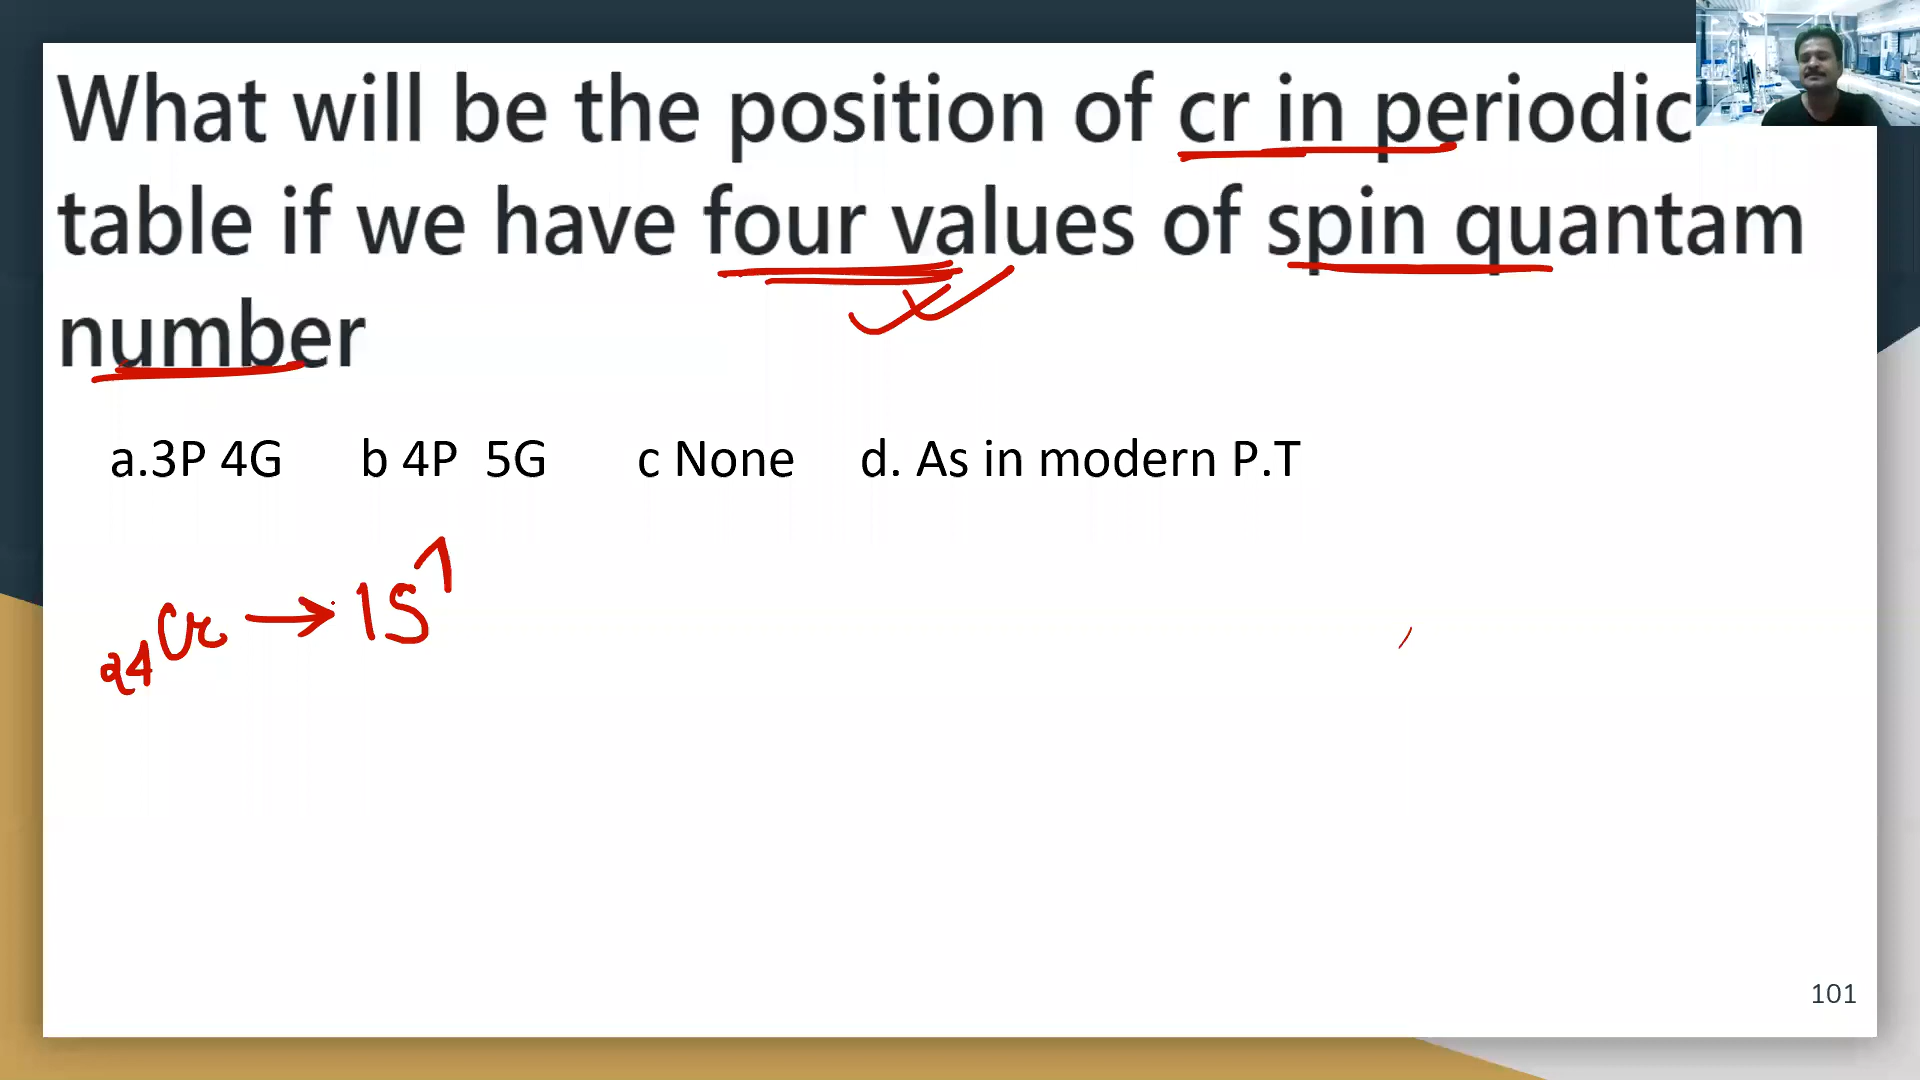 What will be the position of cr in periodic
table if we have four values of spin quantam
number
a.3P 4G b 4P 5G c None d. As in modern P.T
24Cr → 1S
101